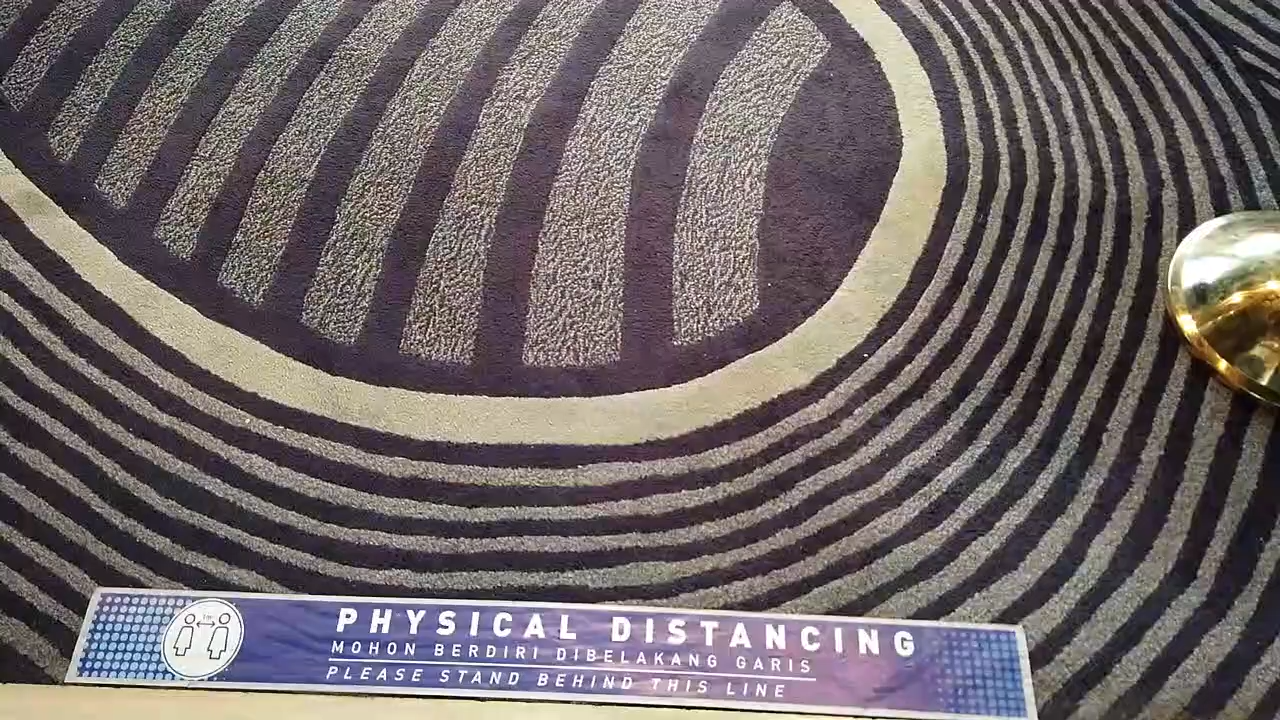 PHYSICAL DISTANCING
MOHON BERDIRI DIBELAKANG GARIS
PLEASE STAND BEHIND THIS LINE